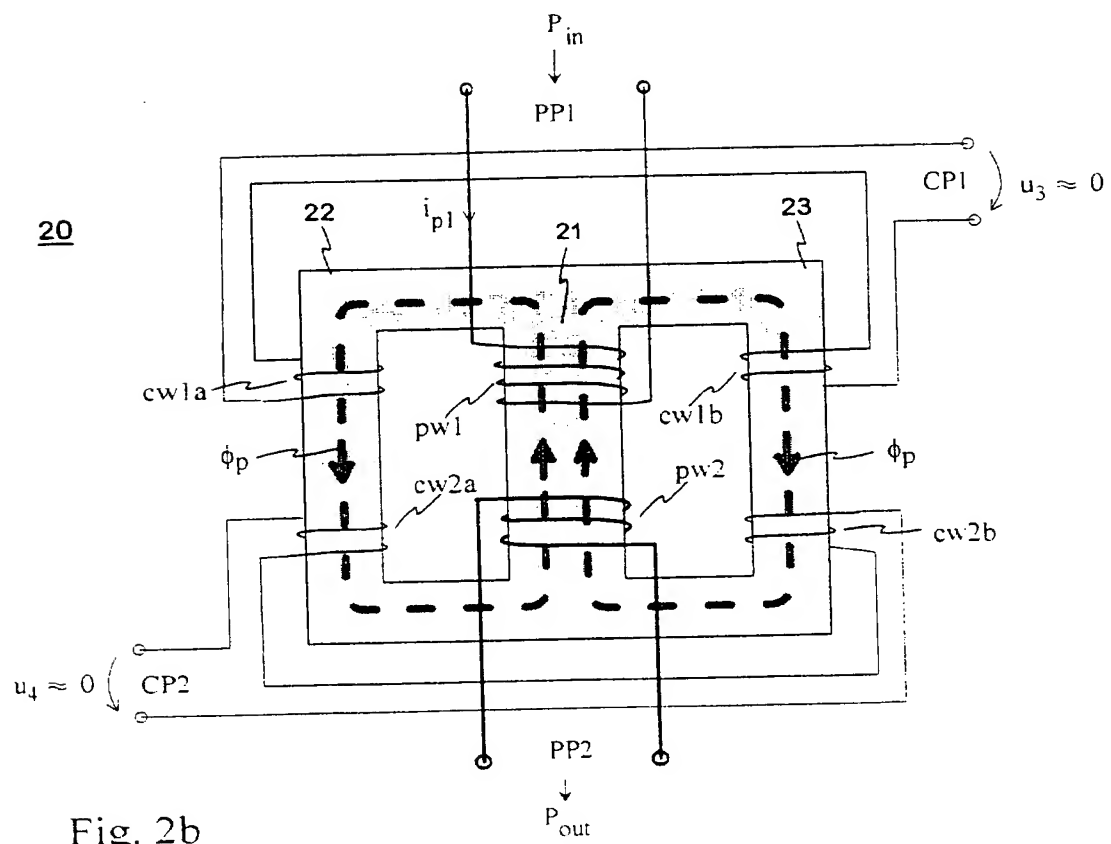 P_in
PP1
CP1
u_3 ≈ 0
20
22
i_p1
21
23
cw1a
pw1
cw1b
ϕ_p
cw2a
pw2
ϕ_p
cw2b
u_4 ≈ 0
CP2
PP2
P_out
Fig. 2b